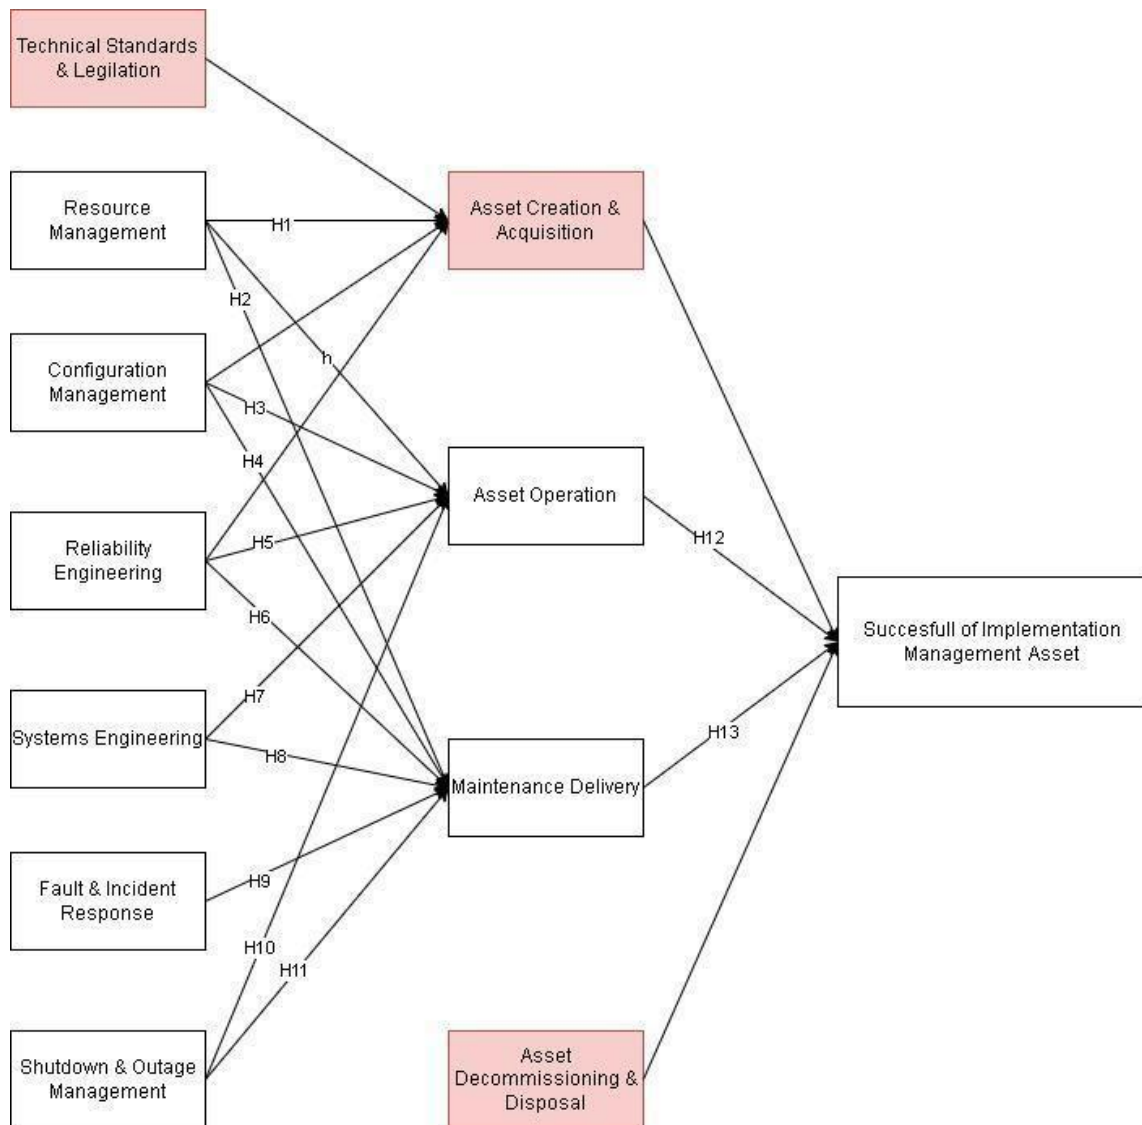 Technical Standards
& Legilation
Resource
Management
H1
Asset Creation &
Acquisition
H2
h
Configuration
Management
H3
H4
Asset Operation
Reliability
Engineering
H5
H12
H6
Succesfull of Implementation
Management Asset
H7
Systems Engineering
H8
H13
Maintenance Delivery
Fault & Incident
Response
H9
H10
H11
Shutdown & Outage
Management
Asset
Decommissioning &
Disposal